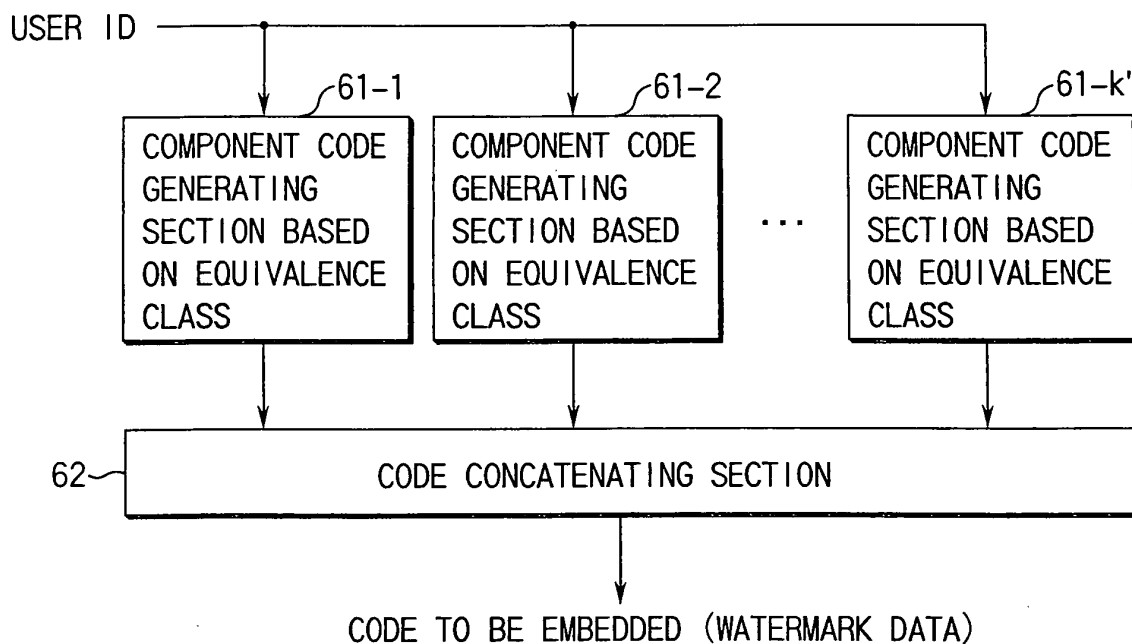 USER ID
61-1
61-2
61-k'
COMPONENT CODE
GENERATING
SECTION BASED
ON EQUIVALENCE
CLASS
COMPONENT CODE
GENERATING
SECTION BASED
ON EQUIVALENCE
CLASS
...
COMPONENT CODE
GENERATING
SECTION BASED
ON EQUIVALENCE
CLASS
62
CODE CONCATENATING SECTION
CODE TO BE EMBEDDED (WATERMARK DATA)